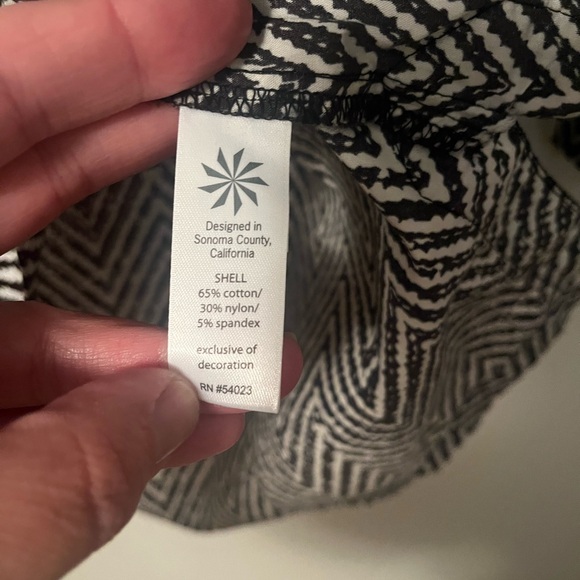 Designed in
Sonoma County,
California
SHELL
65% cotton/
30% nylon/
5% spandex
exclusive of
decoration
RN #54023